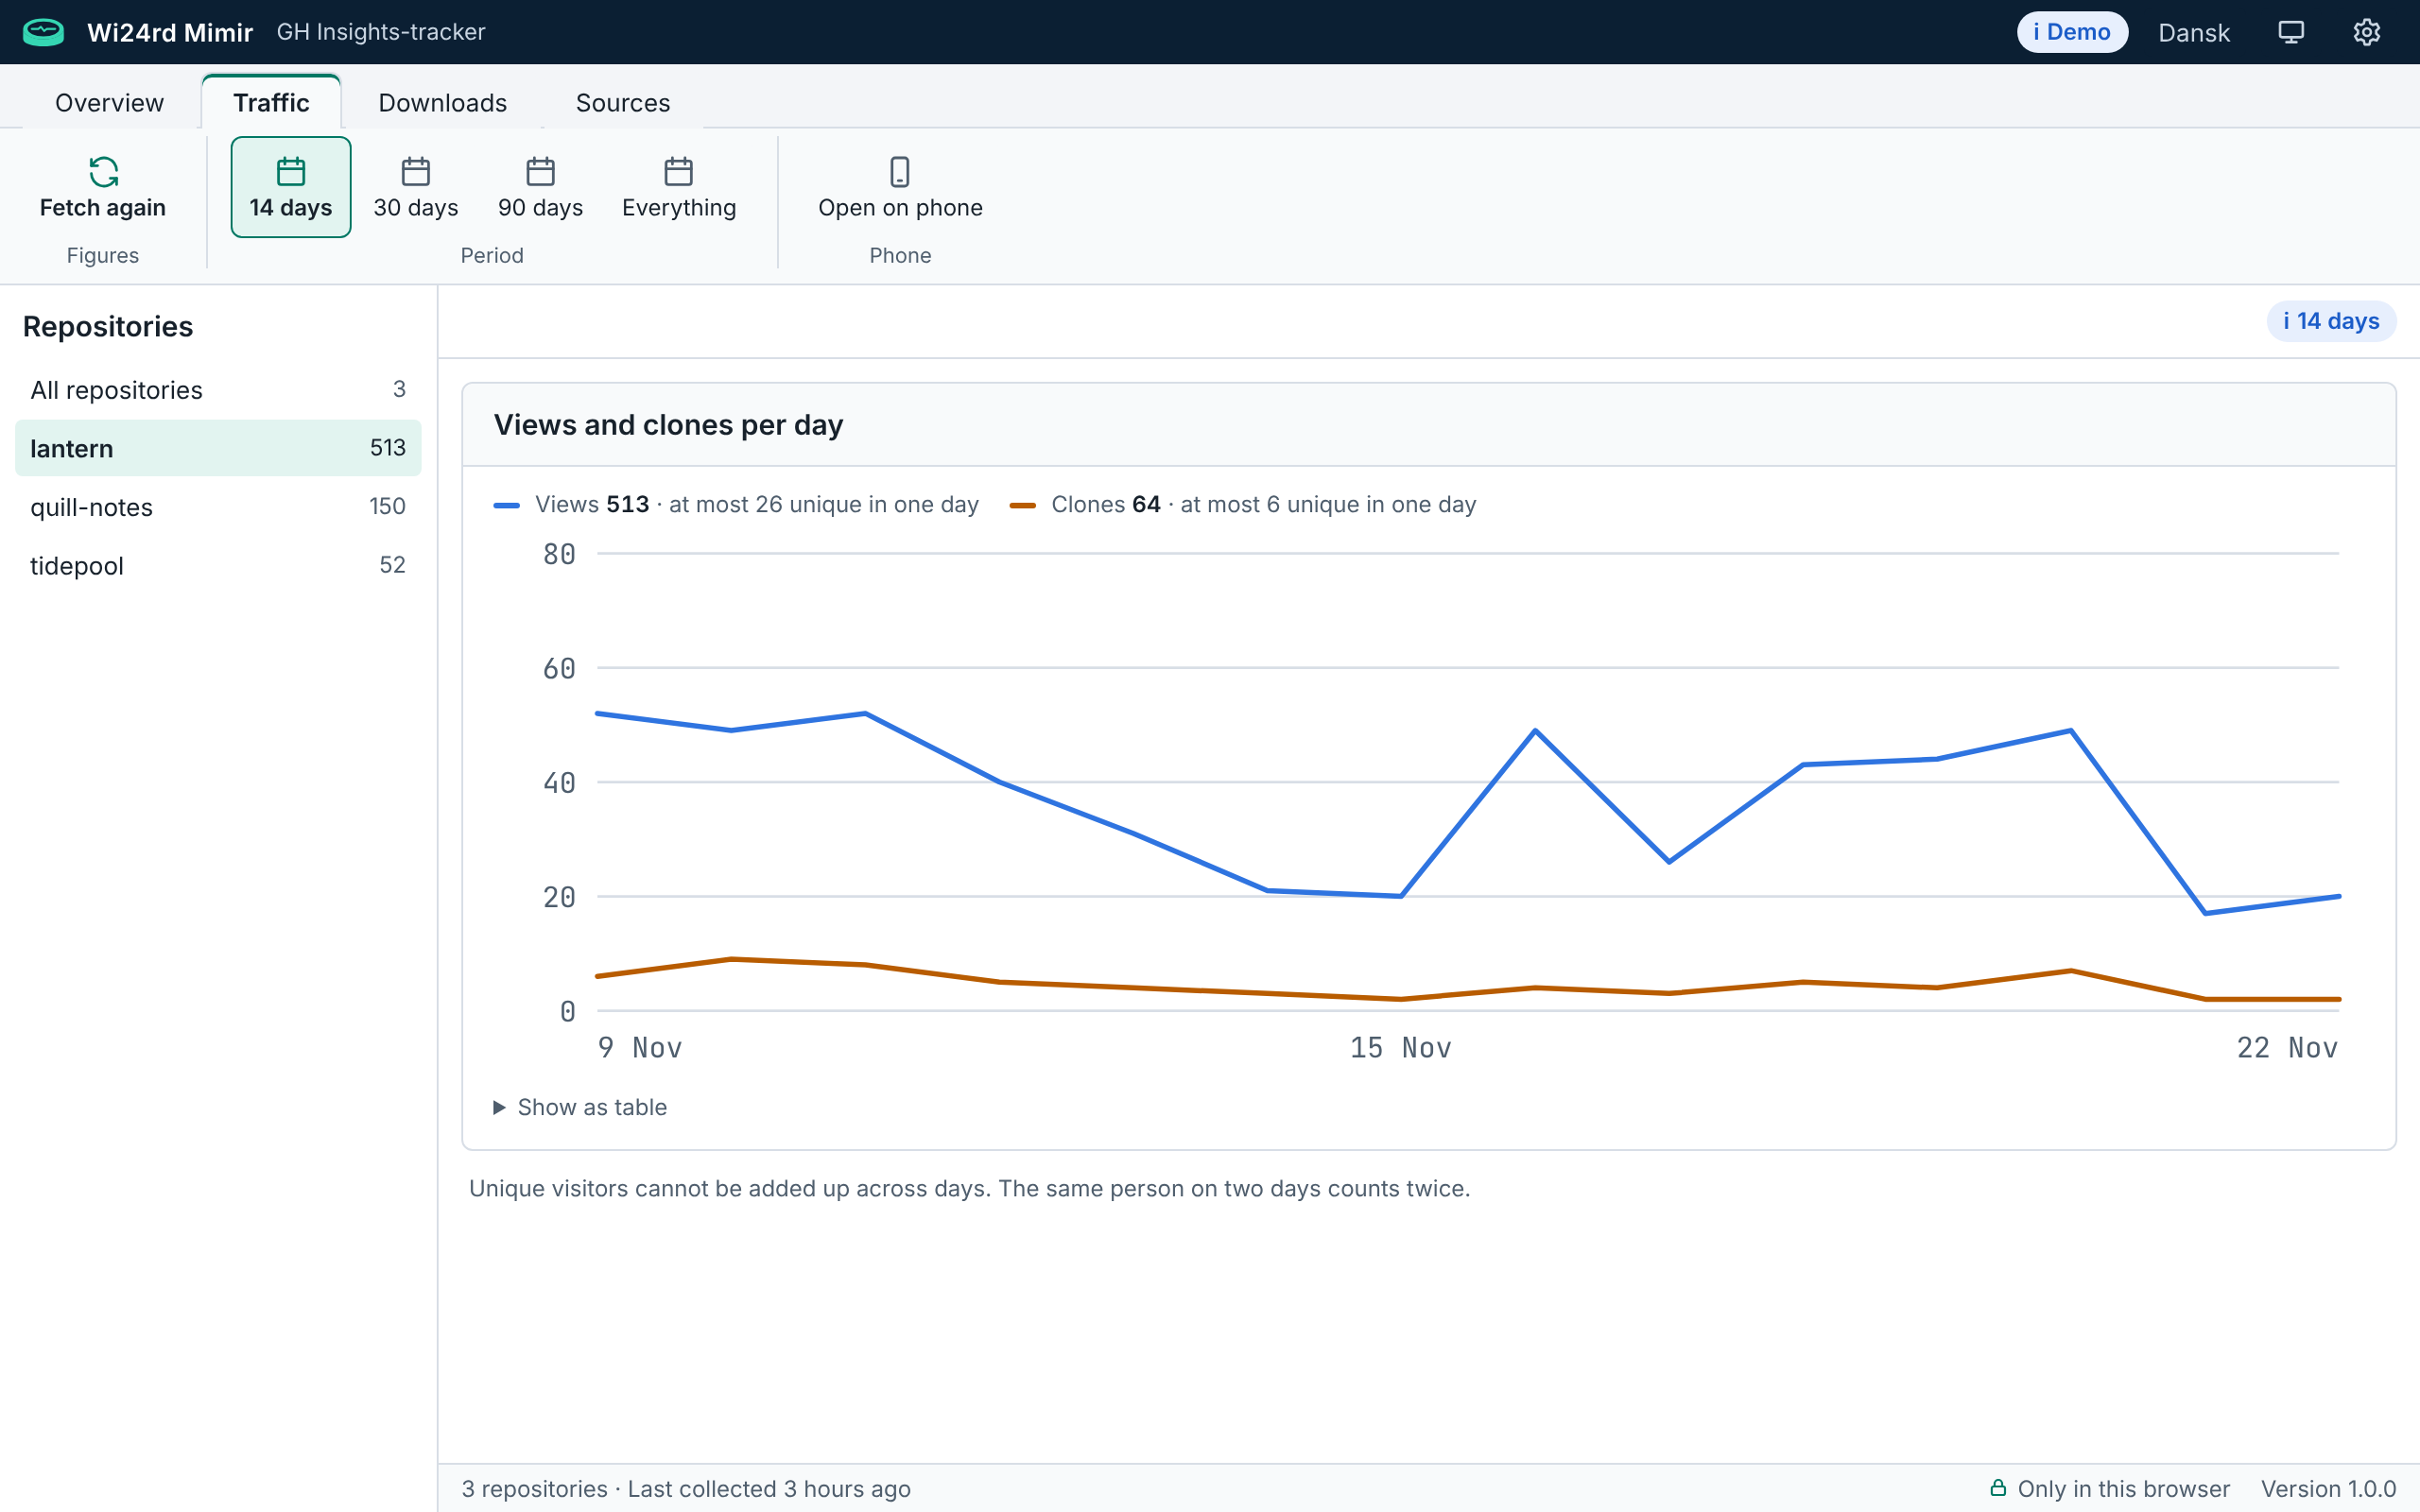 Wi24rd Mimir GH Insights-tracker i Demo Dansk
Overview Traffic Downloads Sources
Fetch again 14 days 30 days 90 days Everything Open on phone
Figures Period Phone
Repositories
All repositories 3
lantern 513
quill-notes 150
tidepool 52
i 14 days
Views and clones per day
Views 513 · at most 26 unique in one day Clones 64 · at most 6 unique in one day
80
60
40
20
0
9 Nov 15 Nov 22 Nov
Show as table
Unique visitors cannot be added up across days. The same person on two days counts twice.
3 repositories · Last collected 3 hours ago Only in this browser Version 1.0.0